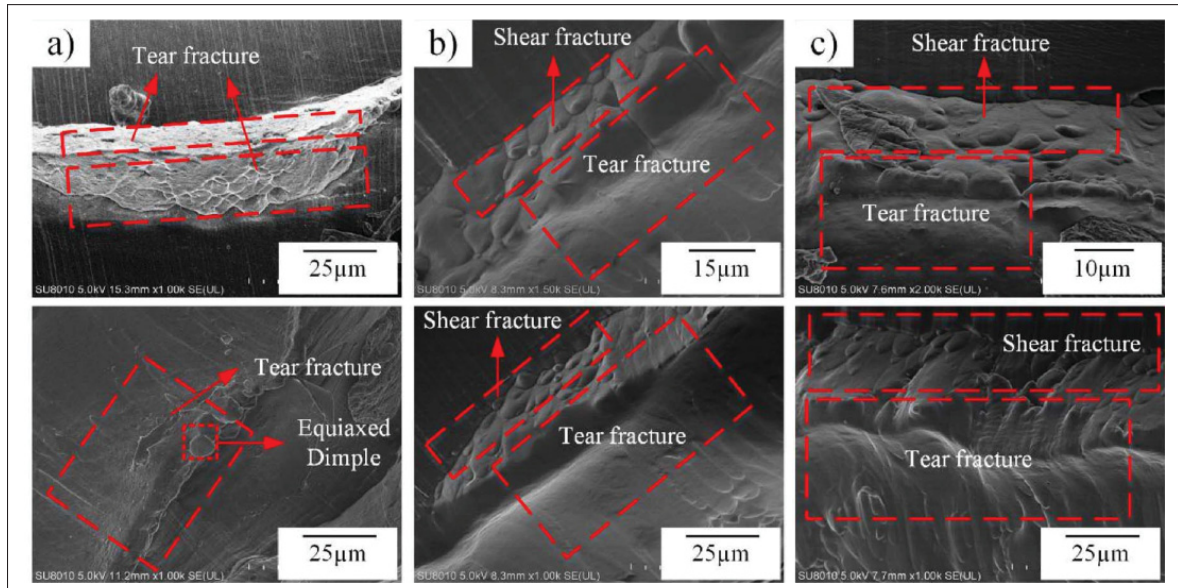 a)
Tear fracture
25μm
SU8010 5.0kV 15.3mm x1.00k SE(UL)
b)
Shear fracture
Tear fracture
15μm
SU8010 5.0kV 8.3mm x1.50k SE(UL)
c)
Shear fracture
Tear fracture
10μm
SU8010 5.0kV 7.6mm x2.00k SE(UL)
Tear fracture
Equiaxed
Dimple
25μm
SU8010 5.0kV 11.2mm x1.00k SE(UL)
Shear fracture
Tear fracture
25μm
SU8010 5.0kV 8.3mm x1.00k SE(UL)
Shear fracture
Tear fracture
25μm
SU8010 5.0kV 7.7mm x1.00k SE(UL)